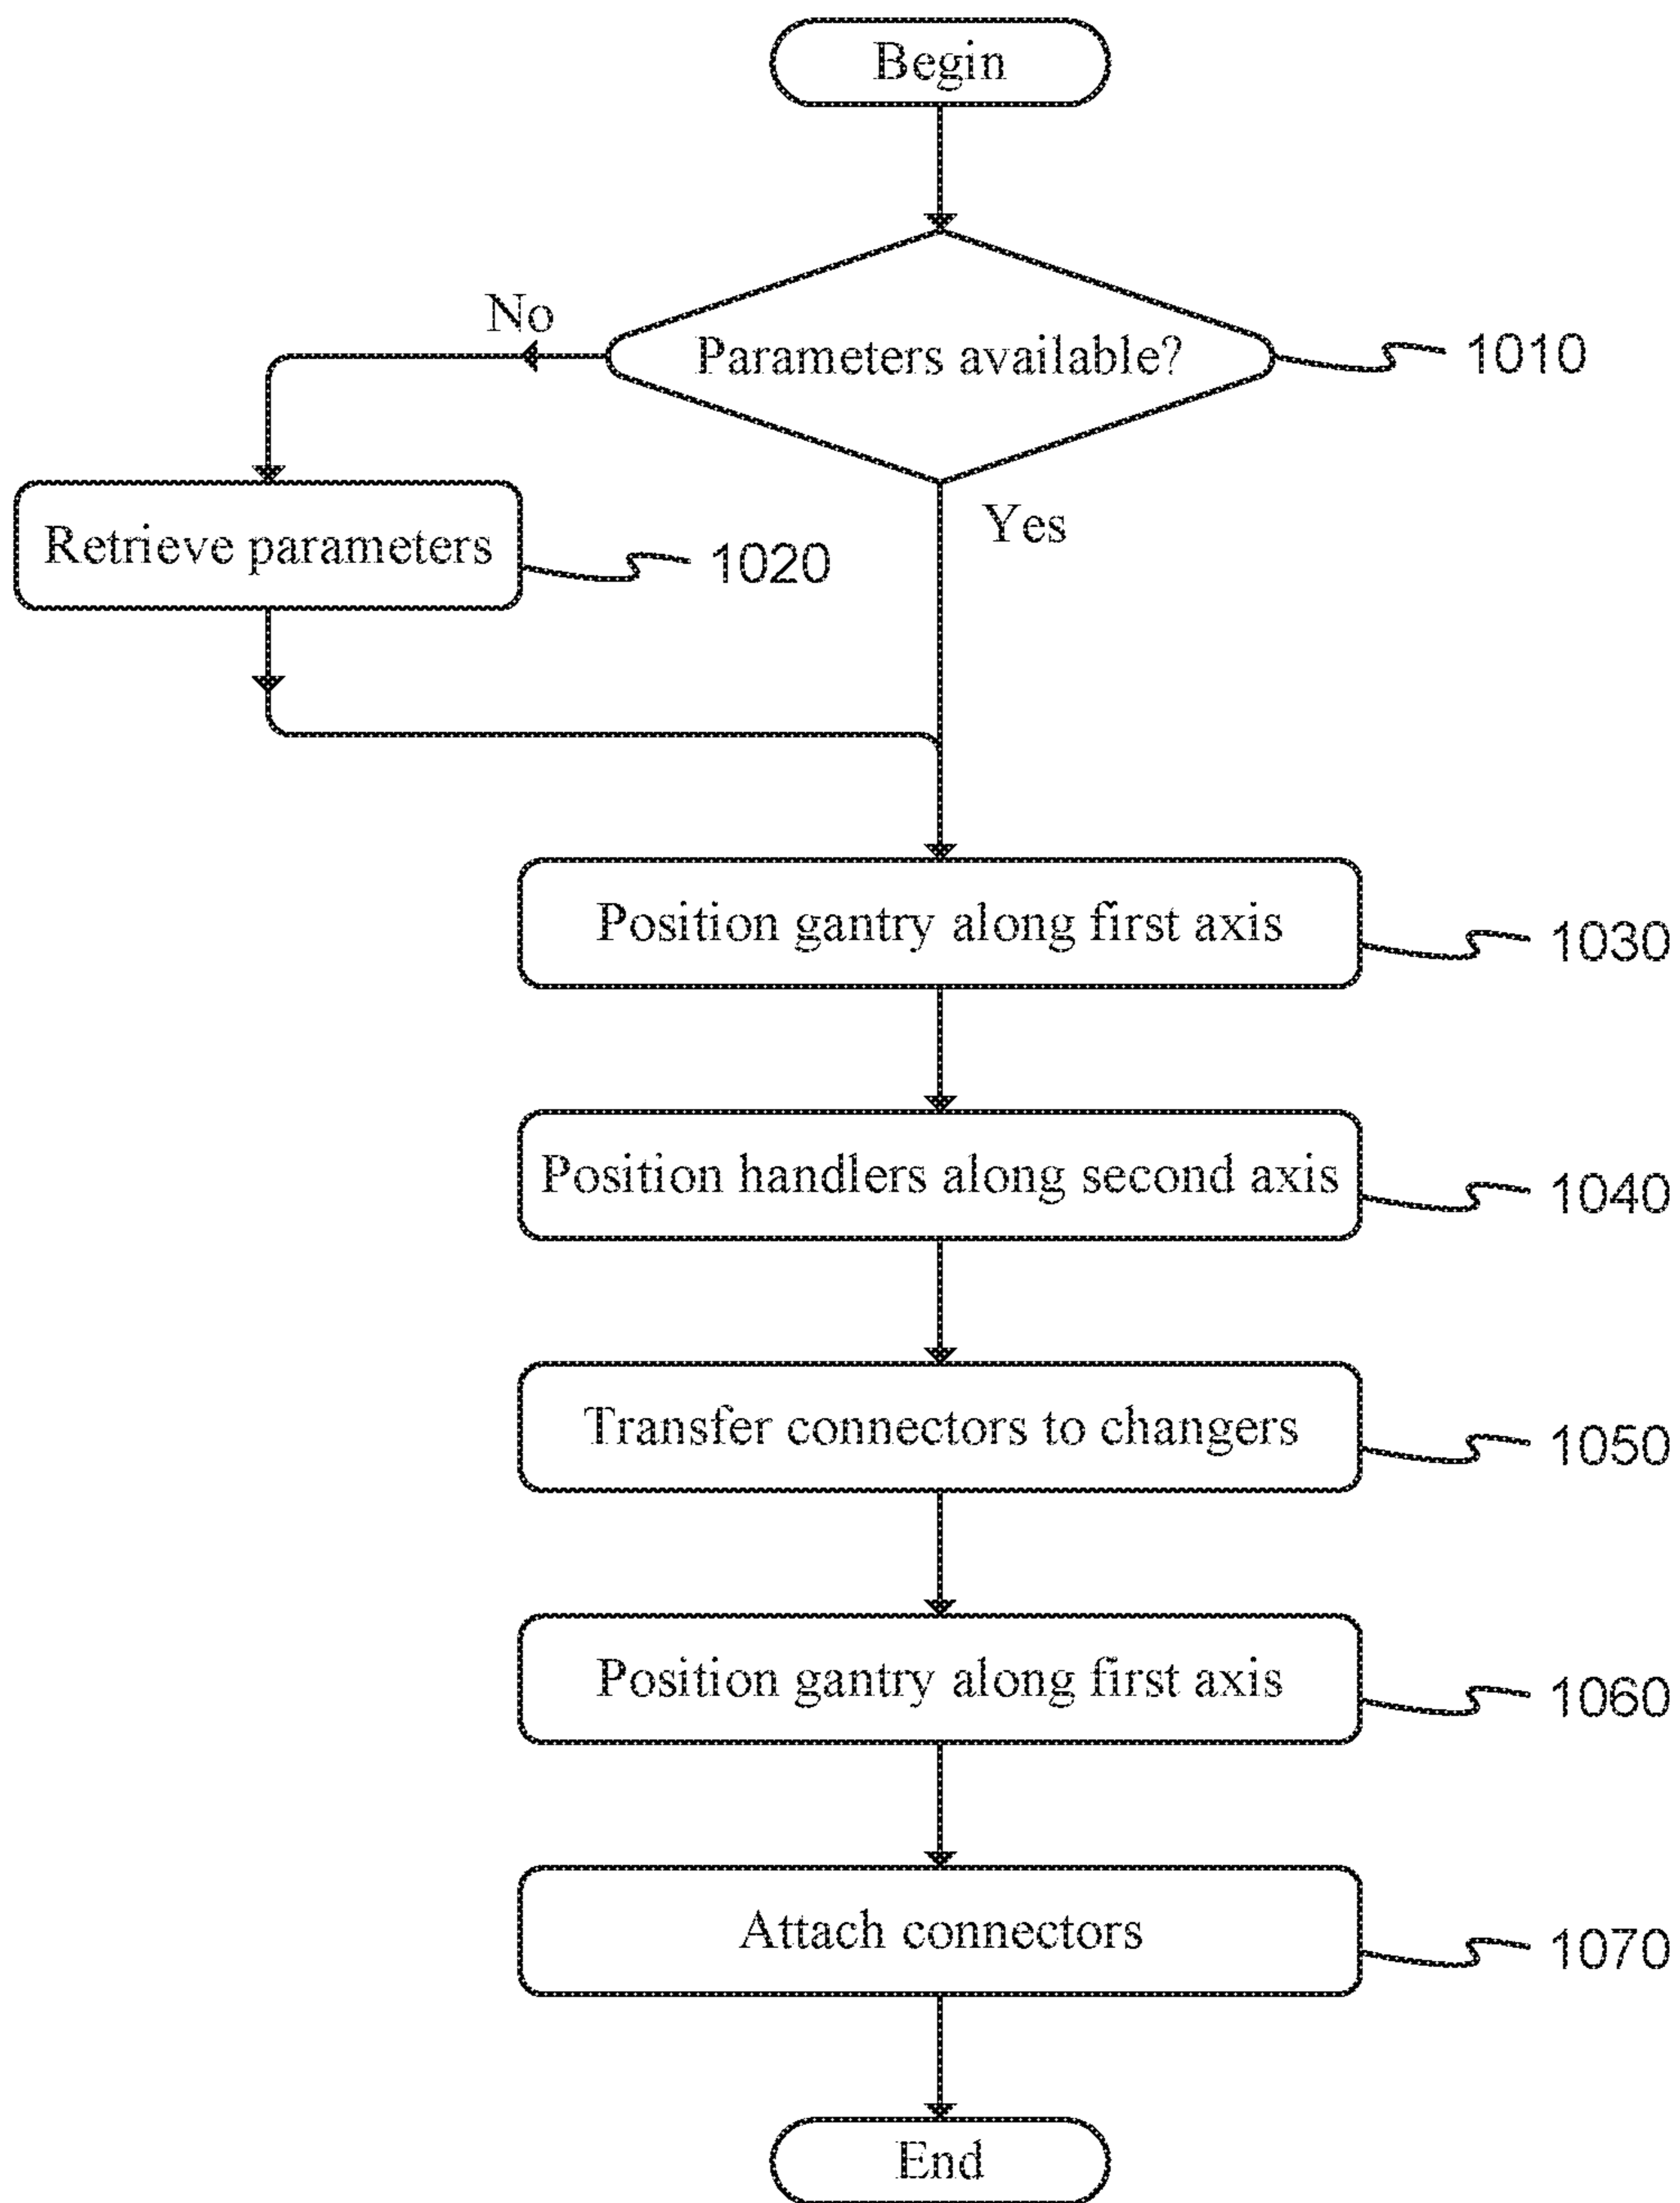 Begin
No
Parameters available?
1010
Yes
Retrieve parameters
1020
Position gantry along first axis
1030
Position handlers along second axis
1040
Transfer connectors to changers
1050
Position gantry along first axis
1060
Attach connectors
1070
End